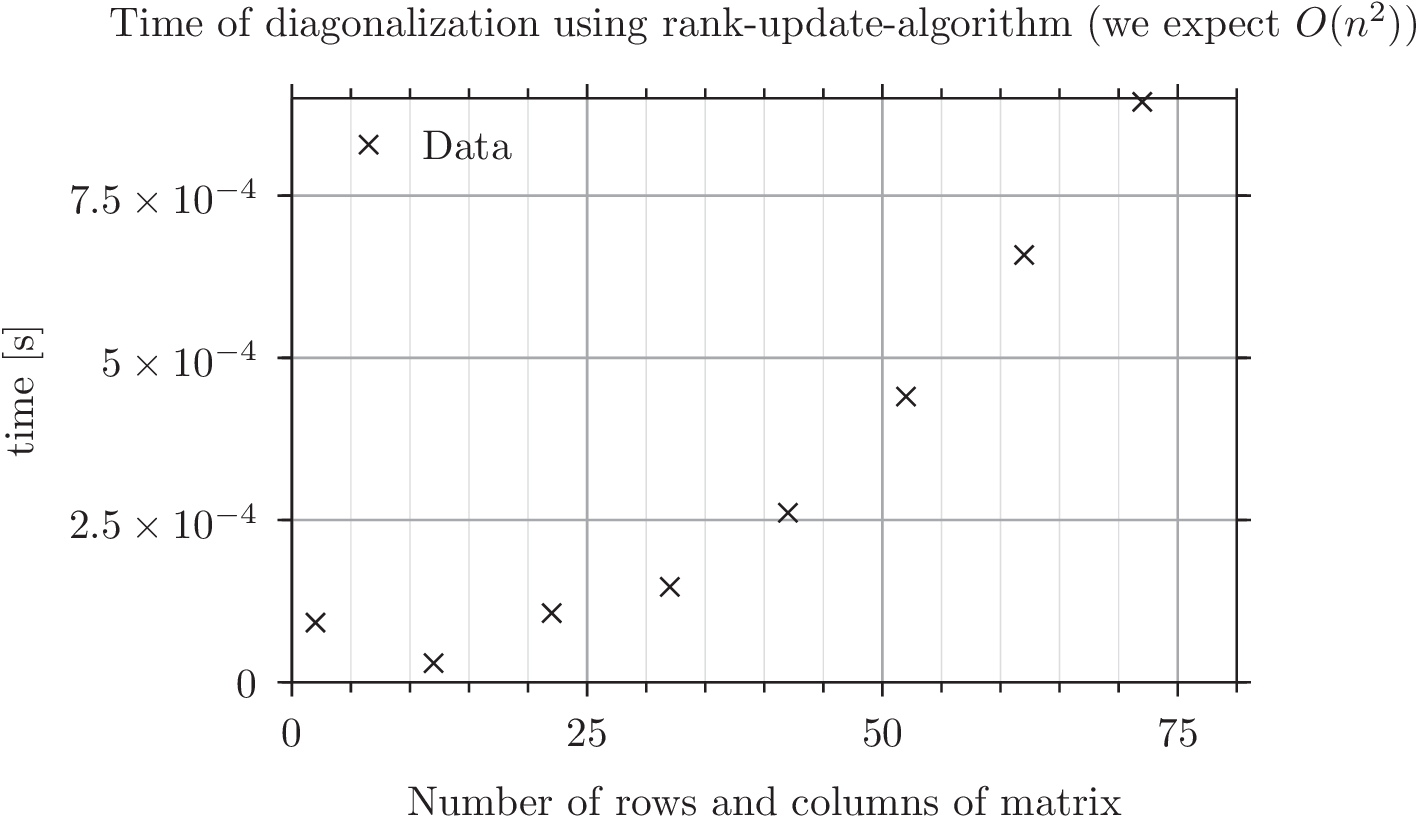 Time of diagonalization using rank-update-algorithm (we expect O(n²))
Data
7.5 × 10⁻⁴
5 × 10⁻⁴
2.5 × 10⁻⁴
0
time [s]
0 25 50 75
Number of rows and columns of matrix